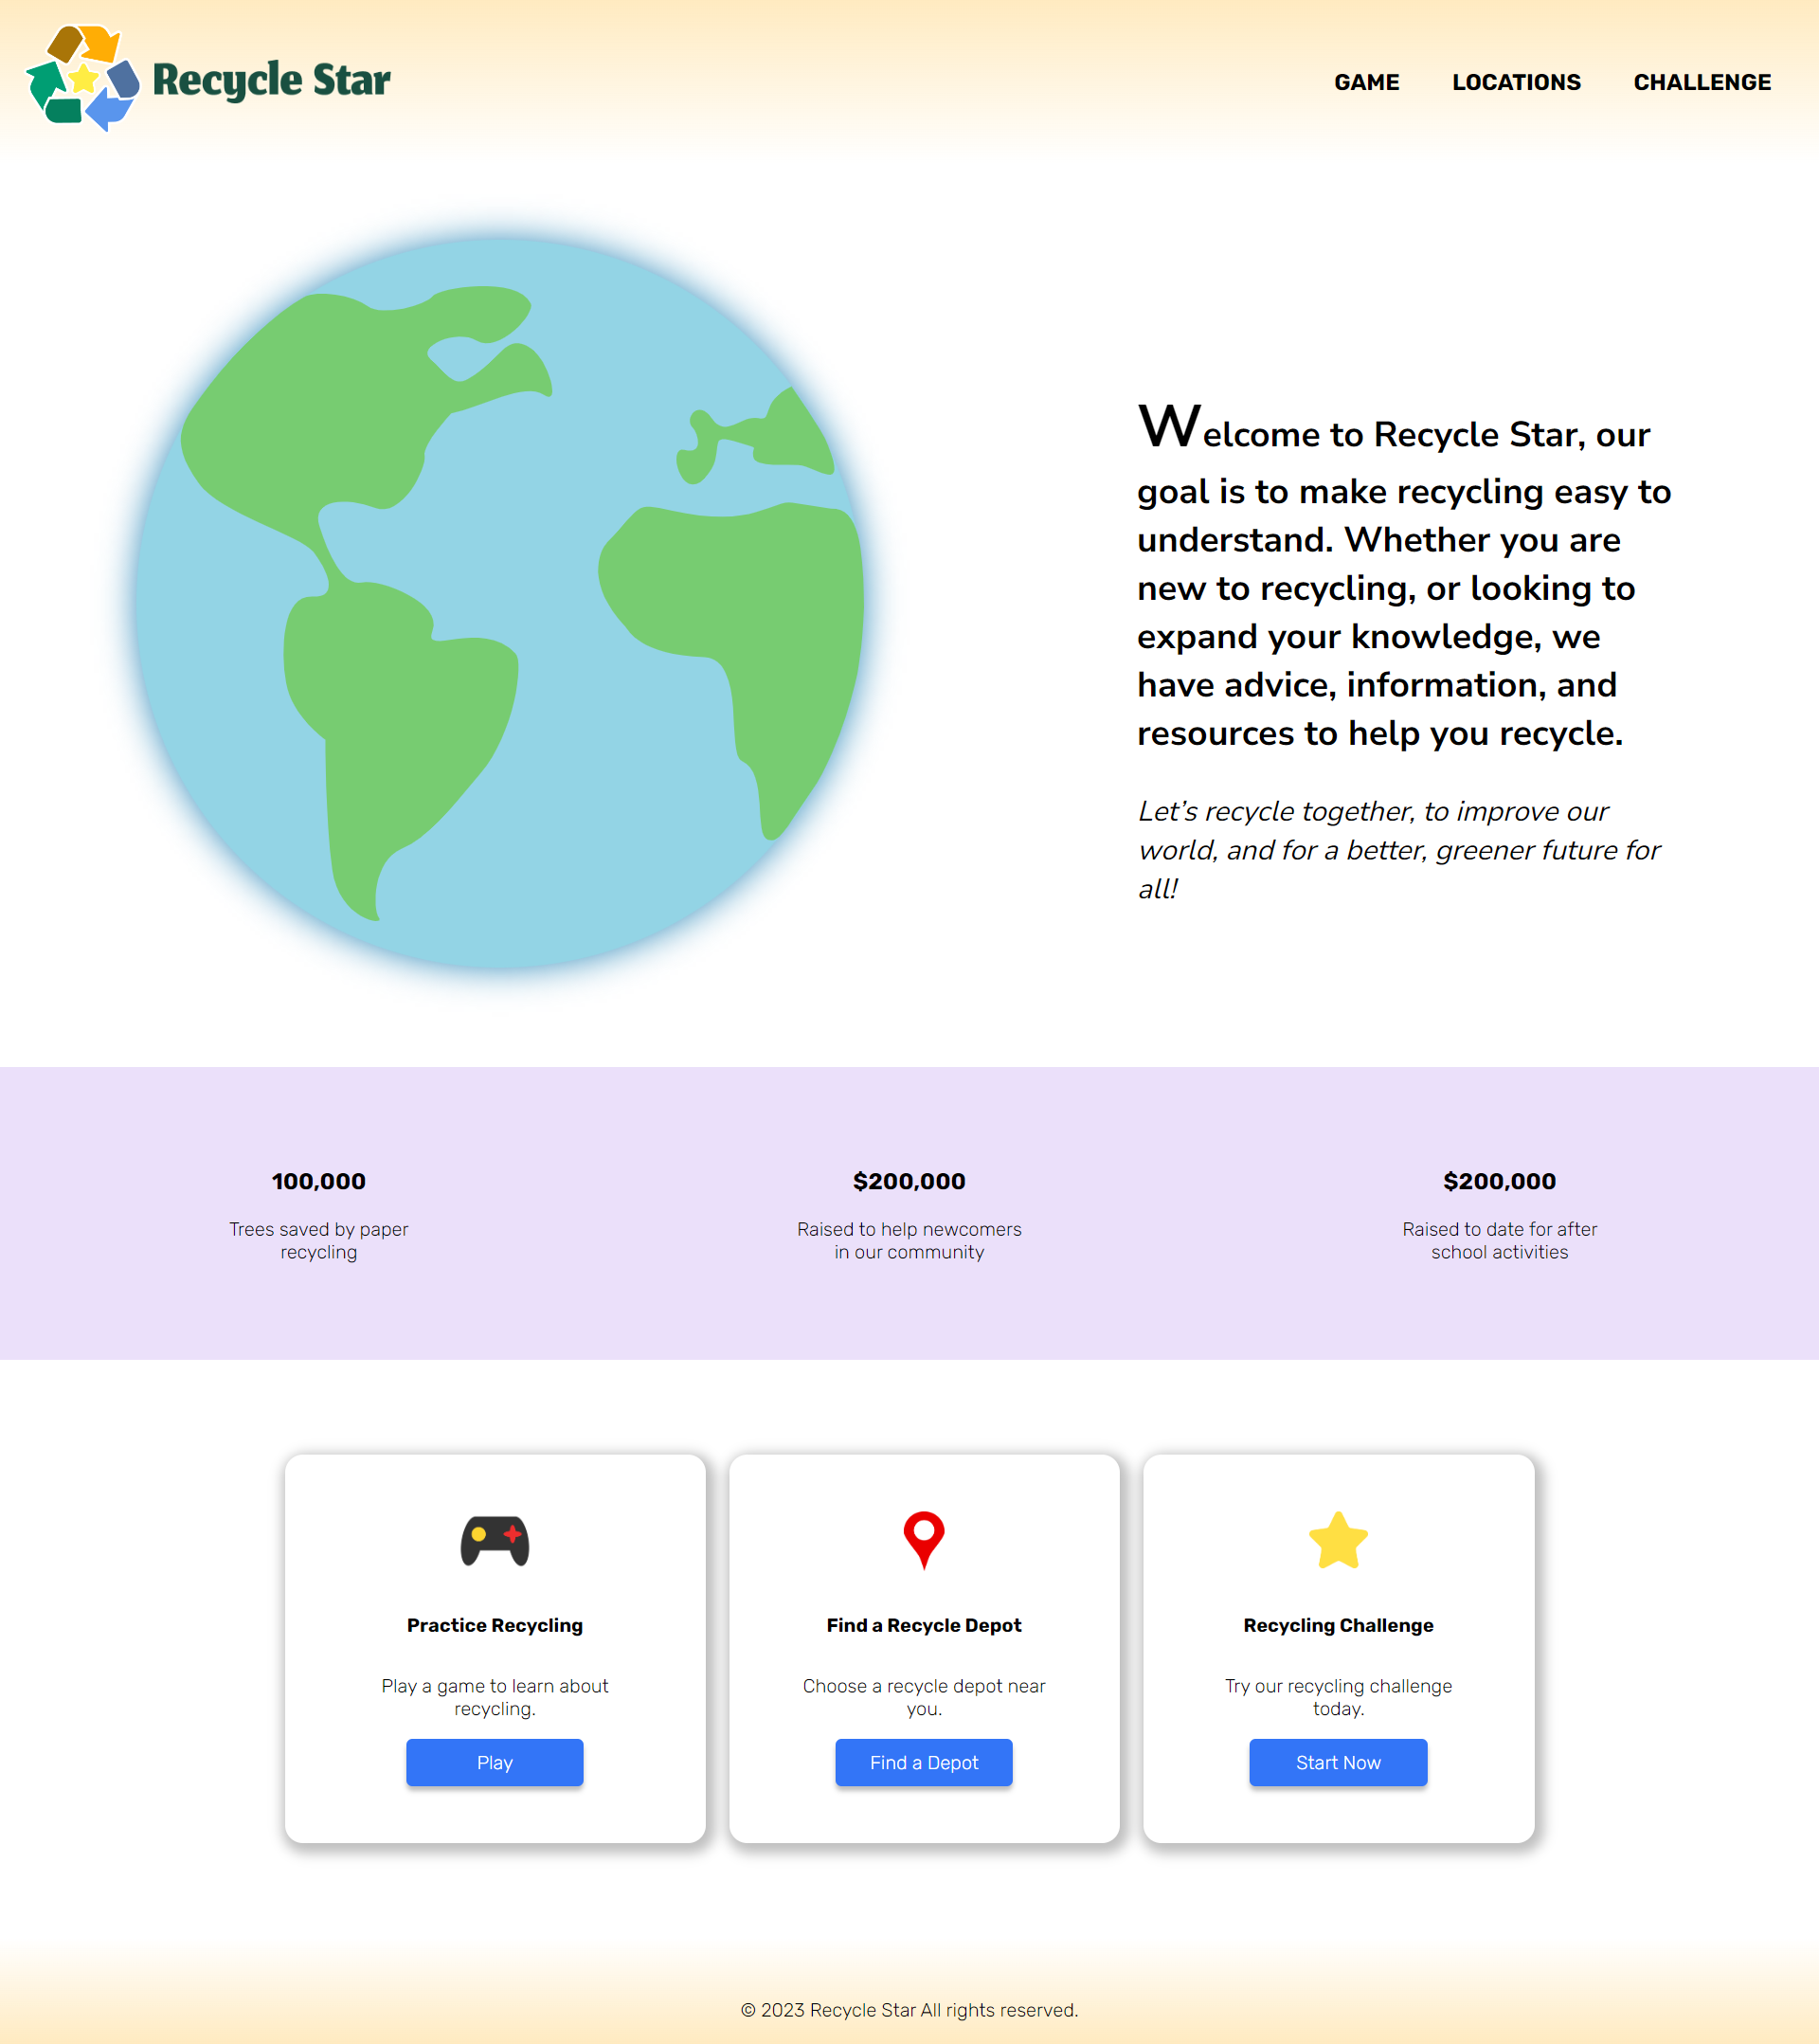 Recycle Star
GAME LOCATIONS CHALLENGE
Welcome to Recycle Star, our
goal is to make recycling easy to
understand. Whether you are
new to recycling, or looking to
expand your knowledge, we
have advice, information, and
resources to help you recycle.
Let's recycle together, to improve our
world, and for a better, greener future for
all!
100,000
Trees saved by paper
recycling
$200,000
Raised to help newcomers
in our community
$200,000
Raised to date for after
school activities
Practice Recycling
Play a game to learn about
recycling.
Play
Find a Recycle Depot
Choose a recycle depot near
you.
Find a Depot
Recycling Challenge
Try our recycling challenge
today.
Start Now
© 2023 Recycle Star All rights reserved.